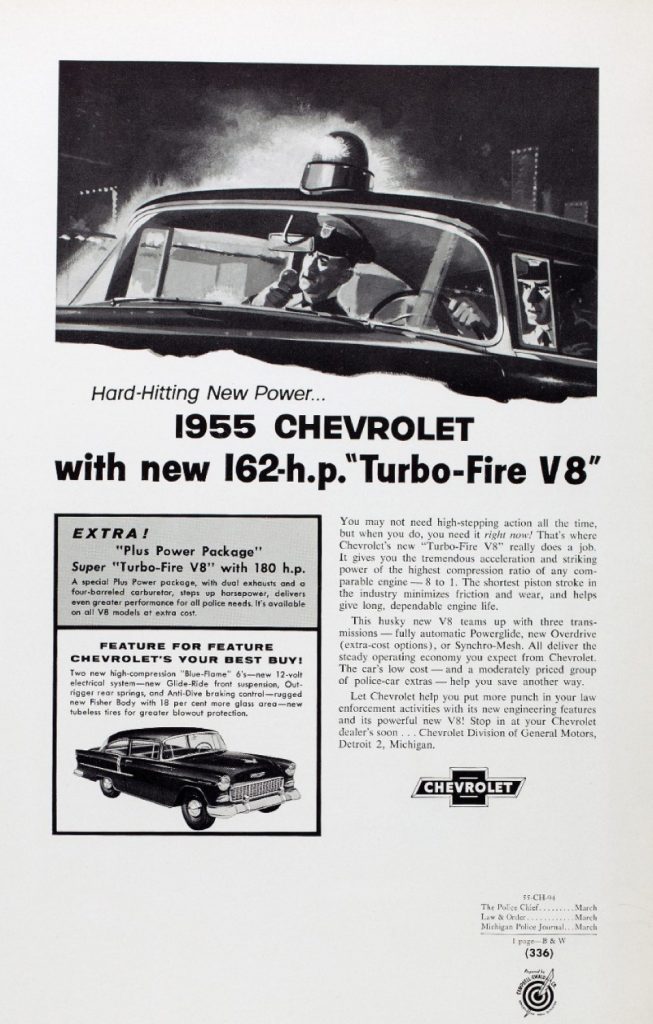 Hard-Hitting New Power...
1955 CHEVROLET
with new 162-h.p. "Turbo-Fire V8"
EXTRA!
"Plus Power Package"
Super "Turbo-Fire V8" with 180 h.p.
A special Plus Power package, with dual exhausts and a
four-barreled carburetor, steps up horsepower, delivers
even greater performance for all police needs. It's available
on all V8 models at extra cost.
FEATURE FOR FEATURE
CHEVROLET'S YOUR BEST BUY!
Two new high-compression "Blue-Flame" 6's—new 12-volt
electrical system—new Glide-Ride front suspension, Out-
rigger rear springs, and Anti-Dive braking control—rugged
new Fisher Body with 18 per cent more glass area—new
tubeless tires for greater blowout protection.
You may not need high-stepping action all the time,
but when you do, you need it right now! That's where
Chevrolet's new "Turbo-Fire V8" really does a job.
It gives you the tremendous acceleration and striking
power of the highest compression ratio of any com-
parable engine — 8 to 1. The shortest piston stroke in
the industry minimizes friction and wear, and helps
give long, dependable engine life.
This husky new V8 teams up with three trans-
missions — fully automatic Powerglide, new Overdrive
(extra-cost options), or Synchro-Mesh. All deliver the
steady operating economy you expect from Chevrolet.
The car's low cost — and a moderately priced group
of police-car extras — help you save another way.
Let Chevrolet help you put more punch in your law
enforcement activities with its new engineering features
and its powerful new V8! Stop in at your Chevrolet
dealer's soon . . . Chevrolet Division of General Motors,
Detroit 2, Michigan.
CHEVROLET
55-CH-94
The Police Chief.........March
Law & Order............March
Michigan Police Journal...March
1 page—B & W
(336)
Prepared by
CAMPBELL-EWALD CO.